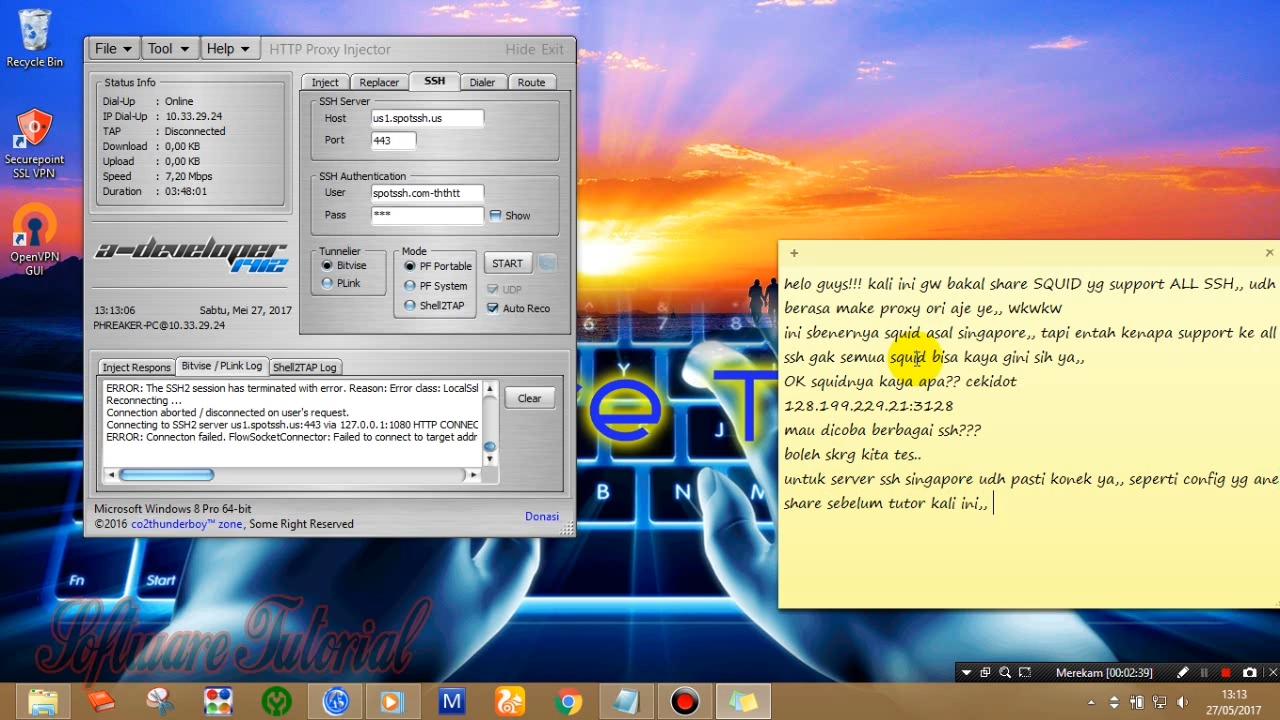 Recycle Bin
Securepoint
SSL VPN
OpenVPN
GUI
File Tool Help HTTP Proxy Injector Hide Exit
Status Info
Dial-Up : Online
IP Dial-Up : 10.33.29.24
TAP : Disconnected
Download : 0,00 KB
Upload : 0,00 KB
Speed : 7,20 Mbps
Duration : 03:48:01
a-developer
1412
13:13:06 Sabtu, Mei 27, 2017
PHREAKER-PC@10.33.29.24
Inject Replacer SSH Dialer Route
SSH Server
Host us1.spotssh.us
Port 443
SSH Authentication
User spotssh.com-ththtt
Pass *** Show
Tunnelier
Bitvise
PLink
Mode
PF Portable
PF System
Shell2TAP
START
UDP
Auto Reco
Inject Respons Bitvise / PLink Log Shell2TAP Log
ERROR: The SSH2 session has terminated with error. Reason: Error class: LocalSsl
Reconnecting ...
Connection aborted / disconnected on user's request.
Connecting to SSH2 server us1.spotssh.us:443 via 127.0.0.1:1080 HTTP CONNEC
ERROR: Connecton failed. FlowSocketConnector: Failed to connect to target addr
Clear
Microsoft Windows 8 Pro 64-bit
©2016 co2thunderboy™ zone, Some Right Reserved
Donasi
helo guys!!! kali ini gw bakal share SQUID yg support ALL SSH,, udh
berasa make proxy ori aje ye,, wkwkw
ini sbenernya squid asal singapore,, tapi entah kenapa support ke all
ssh gak semua squid bisa kaya gini sih ya,,
OK squidnya kaya apa?? cekidot
128.199.229.21:3128
mau dicoba berbagai ssh???
boleh skrg kita tes..
untuk server ssh singapore udh pasti konek ya,, seperti config yg ane
share sebelum tutor kali ini,,
e T
Y
6 7 8
J
B N M
Fn Start
Software Tutorial
Merekam [00:02:39]
M
13:13
27/05/2017